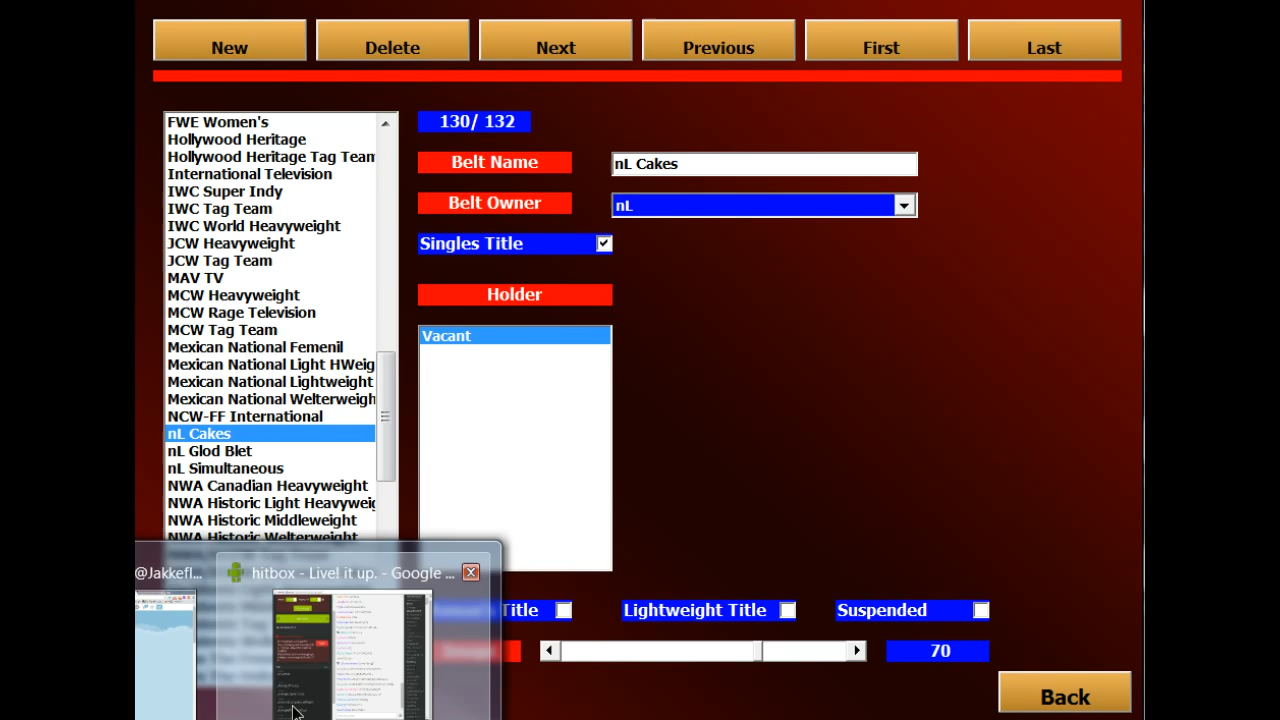 New Delete Next Previous First Last
130/ 132
FWE Women's
Hollywood Heritage
Hollywood Heritage Tag Team
International Television
IWC Super Indy
IWC Tag Team
IWC World Heavyweight
JCW Heavyweight
JCW Tag Team
MAV TV
MCW Heavyweight
MCW Rage Television
MCW Tag Team
Mexican National Femenil
Mexican National Light HWeig
Mexican National Lightweight
Mexican National Welterweigh
NCW-FF International
nL Cakes
nL Glod Blet
nL Simultaneous
NWA Canadian Heavyweight
NWA Historic Light Heavyweig
NWA Historic Middleweight
NWA Historic Welterweight
Belt Name nL Cakes
Belt Owner nL
Singles Title
Holder
Vacant
@Jakkefl... hitbox - Live! it up. - Google ...
Title Lightweight Title Suspended
70
Back